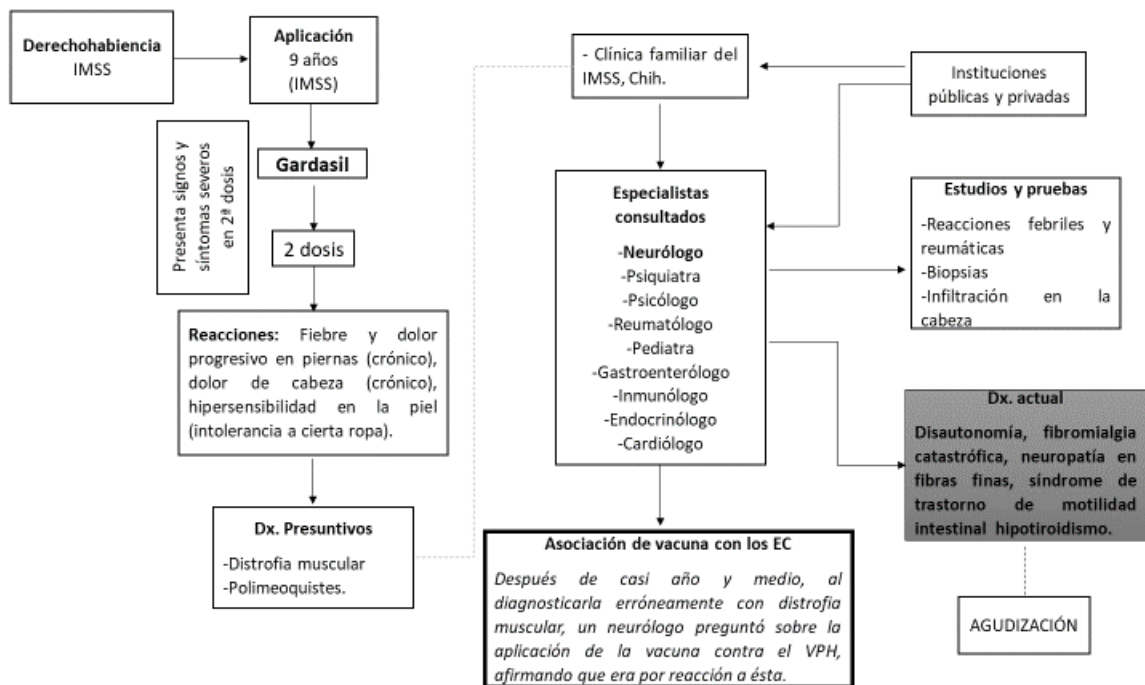 Derechohabiencia
IMSS
Aplicación
9 años
(IMSS)
Presenta signos y
síntomas severos
en 2ª dosis
Gardasil
2 dosis
Reacciones: Fiebre y dolor
progresivo en piernas (crónico),
dolor de cabeza (crónico),
hipersensibilidad en la piel
(intolerancia a cierta ropa).
Dx. Presuntivos
-Distrofia muscular
-Polimeoquistes.
- Clínica familiar del
IMSS, Chih.
Instituciones
públicas y privadas
Especialistas
consultados
-Neurólogo
-Psiquiatra
-Psicólogo
-Reumatólogo
-Pediatra
-Gastroenterólogo
-Inmunólogo
-Endocrinólogo
-Cardiólogo
Estudios y pruebas
-Reacciones febriles y
reumáticas
-Biopsias
-Infiltración en la
cabeza
Dx. actual
Disautonomía, fibromialgia
catastrófica, neuropatía en
fibras finas, síndrome de
trastorno de motilidad
intestinal hipotiroidismo.
Asociación de vacuna con los EC
Después de casi año y medio, al
diagnosticarla erróneamente con distrofia
muscular, un neurólogo preguntó sobre la
aplicación de la vacuna contra el VPH,
afirmando que era por reacción a ésta.
AGUDIZACIÓN